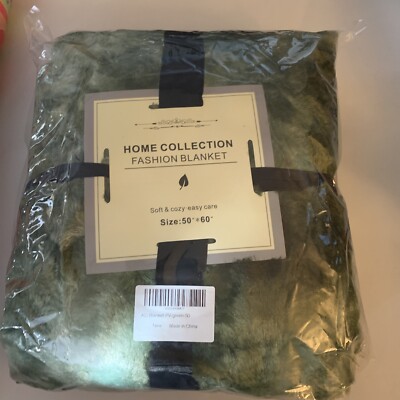 HOME COLLECTION
FASHION BLANKET
Soft & cozy·easy care
Size:50"*60"
Made in China